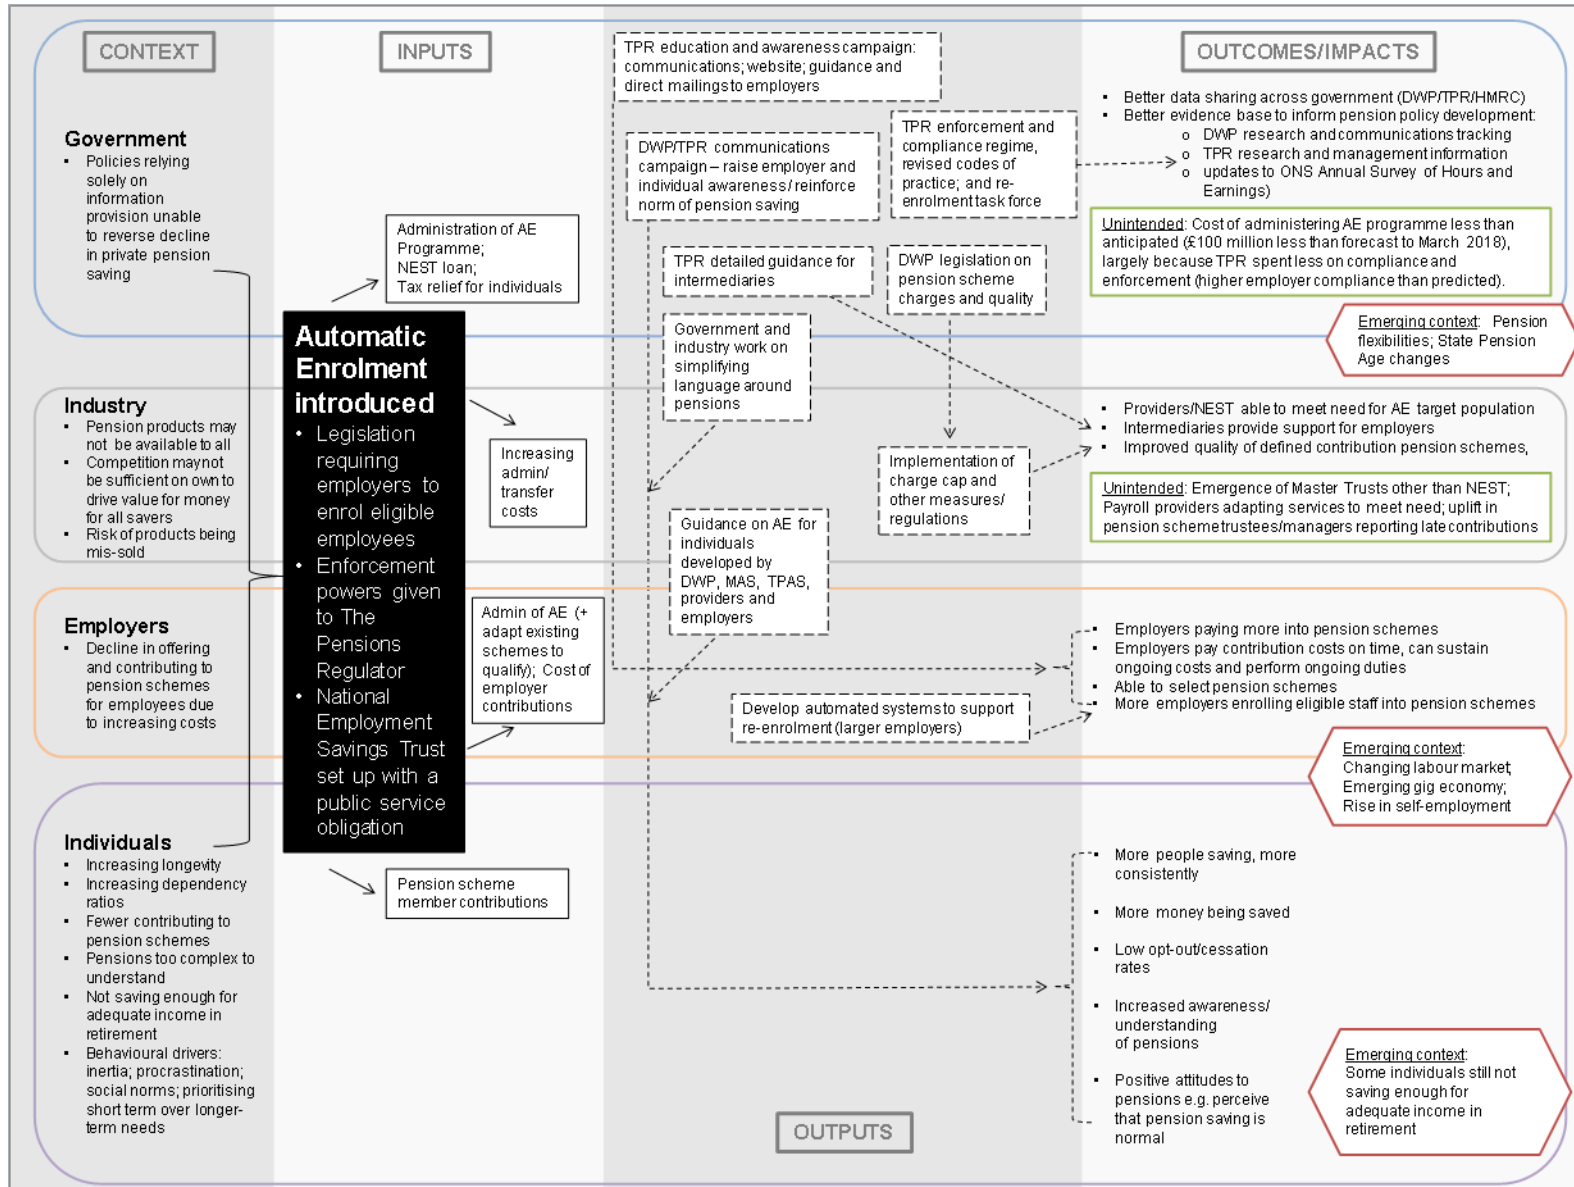 CONTEXT
INPUTS
OUTCOMES/IMPACTS
OUTPUTS
Government
▪ Policies relying
solely on
information
provision unable
to reverse decline
in private pension
saving
Industry
▪ Pension products may
not be available to all
▪ Competition may not
be sufficient on own to
drive value for money
for all savers
▪ Risk of products being
mis-sold
Employers
▪ Decline in offering
and contributing to
pension schemes
for employees due
to increasing costs
Individuals
▪ Increasing longevity
▪ Increasing dependency
ratios
▪ Fewer contributing to
pension schemes
▪ Pensions too complex to
understand
▪ Not saving enough for
adequate income in
retirement
▪ Behavioural drivers:
inertia; procrastination;
social norms; prioritising
short term over longer-
term needs
Administration of AE
Programme;
NEST loan;
Tax relief for individuals
Automatic
Enrolment
introduced
• Legislation
requiring
employers to
enrol eligible
employees
• Enforcement
powers given
to The
Pensions
Regulator
• National
Employment
Savings Trust
set up with a
public service
obligation
Increasing
admin/
transfer
costs
Admin of AE (+
adapt existing
schemes to
qualify); Cost of
employer
contributions
Pension scheme
member contributions
TPR education and awareness campaign:
communications; website; guidance and
direct mailings to employers
DWP/TPR communications
campaign – raise employer and
individual awareness/ reinforce
norm of pension saving
TPR enforcement and
compliance regime,
revised codes of
practice; and re-
enrolment task force
TPR detailed guidance for
intermediaries
DWP legislation on
pension scheme
charges and quality
Government and
industry work on
simplifying
language around
pensions
Implementation of
charge cap and
other measures/
regulations
Guidance on AE for
individuals
developed by
DWP, MAS, TPAS,
providers and
employers
Develop automated systems to support
re-enrolment (larger employers)
▪ Better data sharing across government (DWP/TPR/HMRC)
▪ Better evidence base to inform pension policy development:
o DWP research and communications tracking
o TPR research and management information
o updates to ONS Annual Survey of Hours and
Earnings)
Unintended: Cost of administering AE programme less than
anticipated (£100 million less than forecast to March 2018),
largely because TPR spent less on compliance and
enforcement (higher employer compliance than predicted).
Emerging context: Pension
flexibilities; State Pension
Age changes
▪ Providers/NEST able to meet need for AE target population
▪ Intermediaries provide support for employers
▪ Improved quality of defined contribution pension schemes,
Unintended: Emergence of Master Trusts other than NEST;
Payroll providers adapting services to meet need; uplift in
pension scheme trustees/managers reporting late contributions
▪ Employers paying more into pension schemes
▪ Employers pay contribution costs on time, can sustain
ongoing costs and perform ongoing duties
▪ Able to select pension schemes
▪ More employers enrolling eligible staff into pension schemes
Emerging context:
Changing labour market;
Emerging gig economy;
Rise in self-employment
▪ More people saving, more
consistently
▪ More money being saved
▪ Low opt-out/cessation
rates
▪ Increased awareness/
understanding
of pensions
▪ Positive attitudes to
pensions e.g. perceive
that pension saving is
normal
Emerging context:
Some individuals still not
saving enough for
adequate income in
retirement